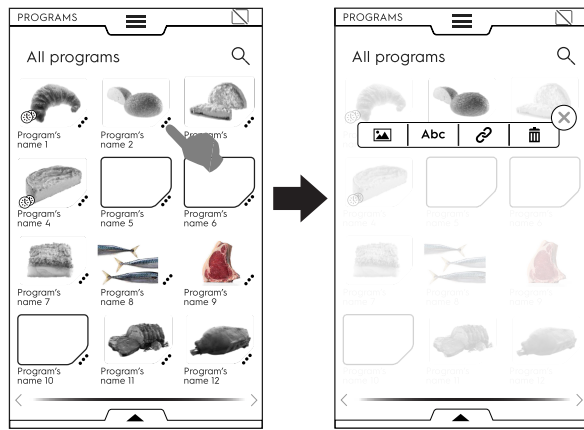 PROGRAMS
All programs
Program's
name 1
Program's
name 2
Program's
Program's
name 4
Program's
name 5
Program's
name 6
Program's
name 7
Program's
name 8
Program's
name 9
Program's
name 10
Program's
name 11
Program's
name 12
PROGRAMS
All programs
Abc